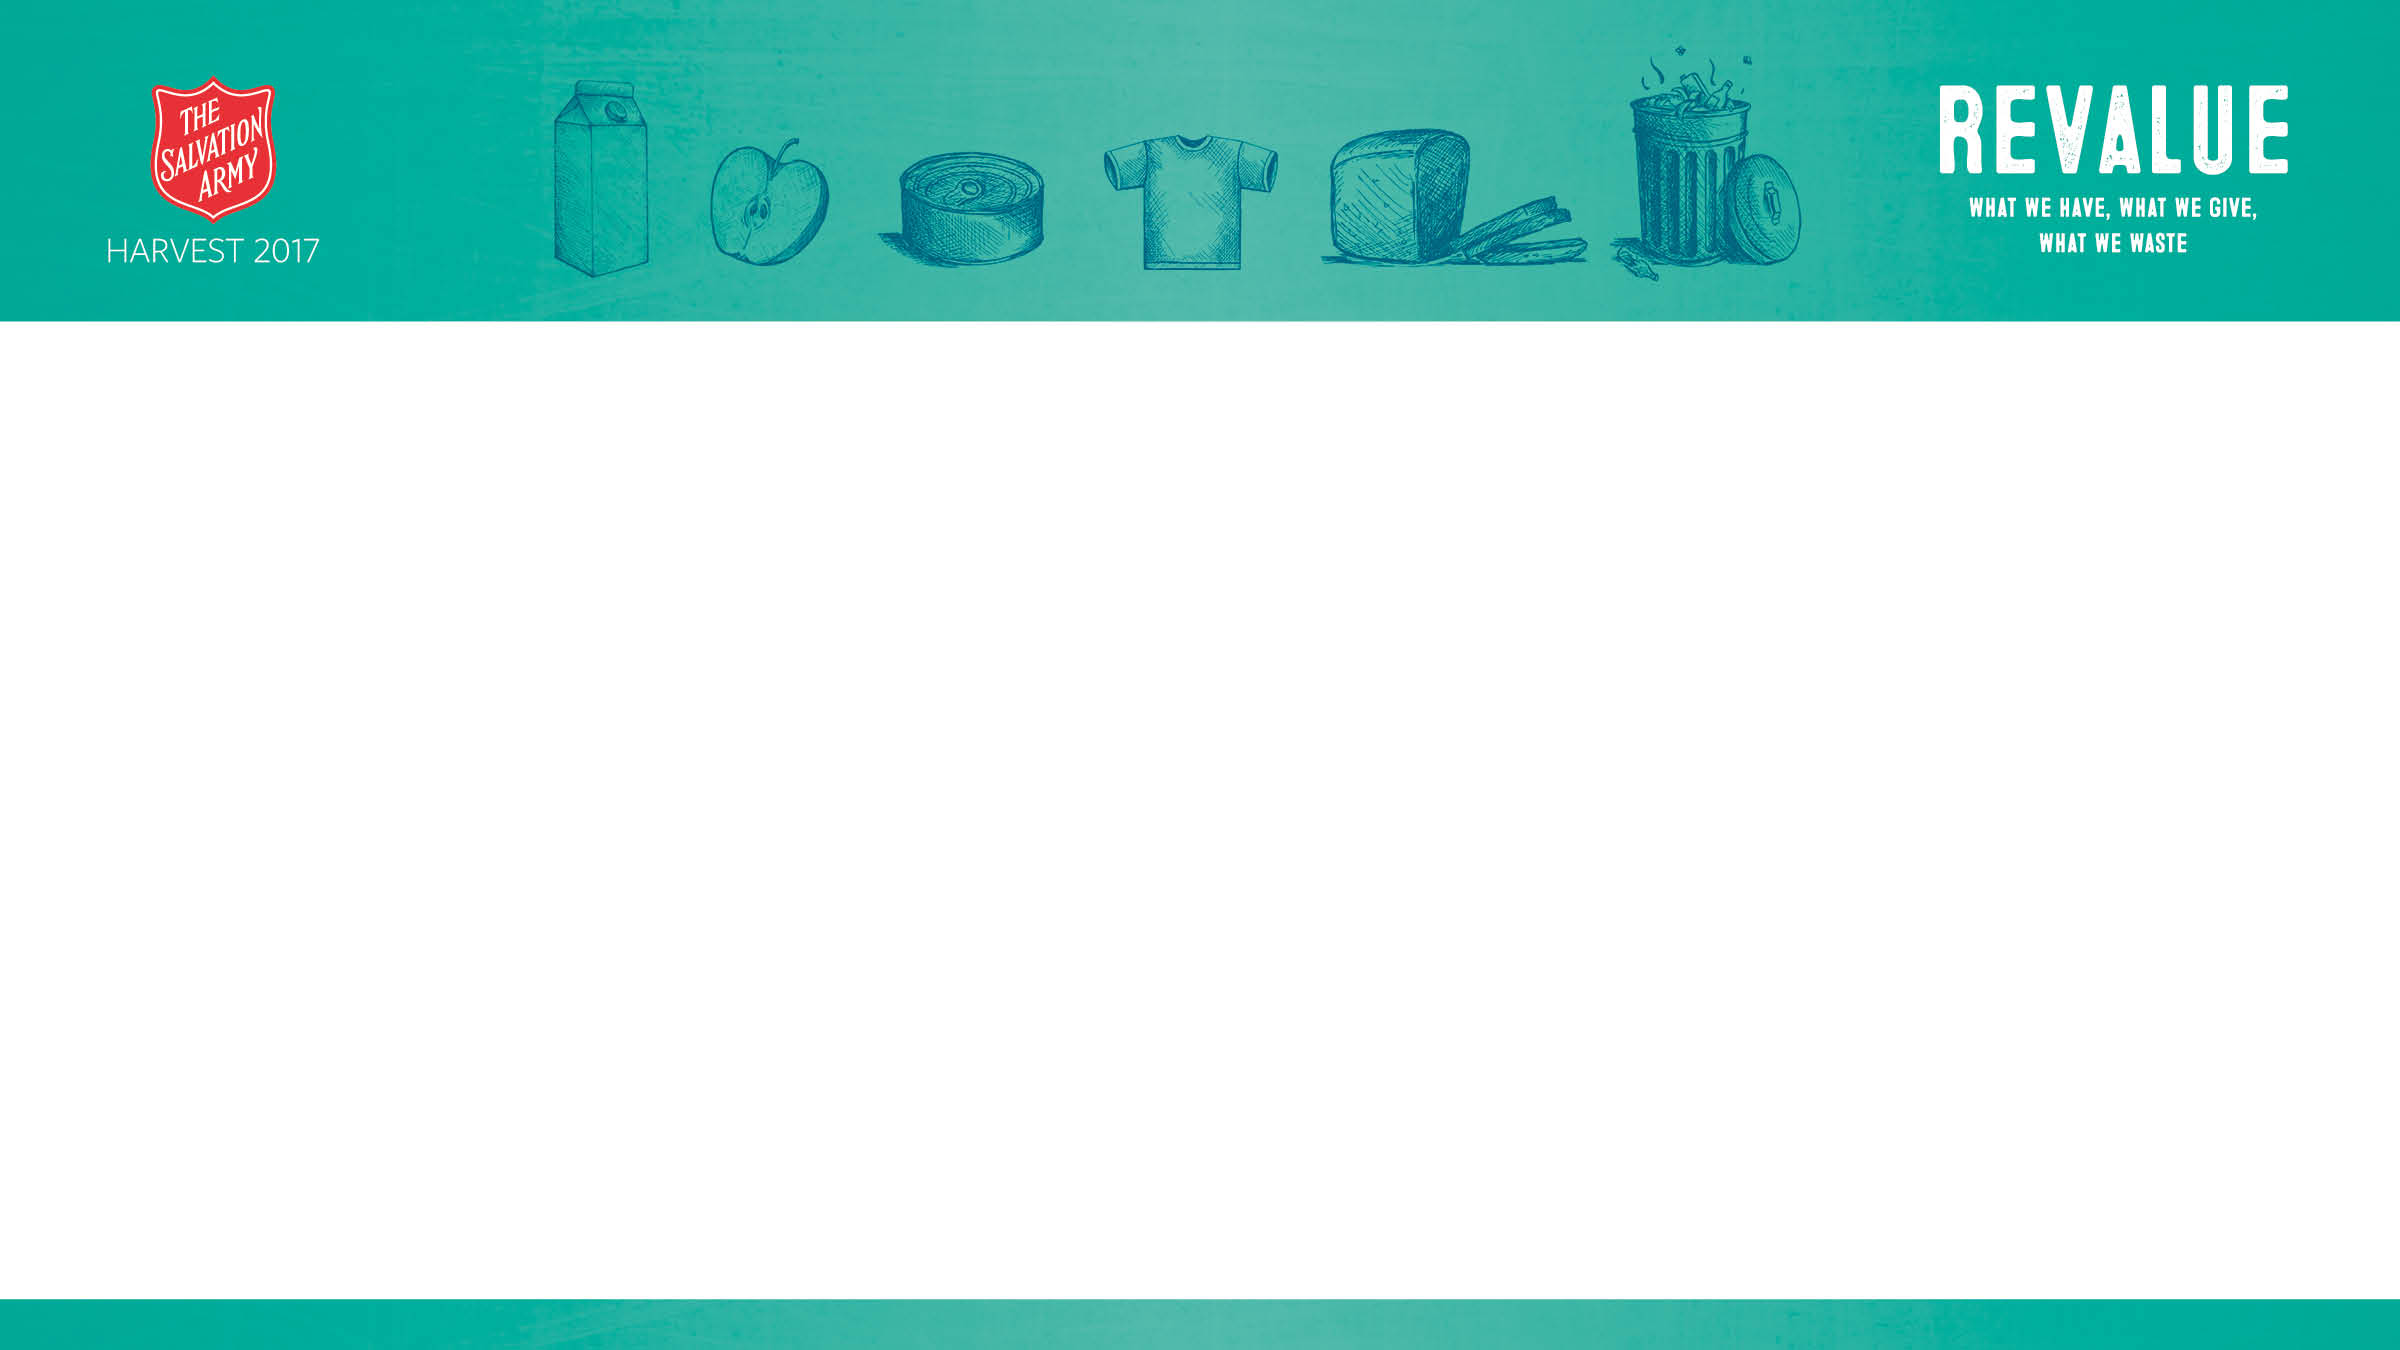 THE
SALVATION
ARMY
HARVEST 2017
REVALUE
WHAT WE HAVE, WHAT WE GIVE,
WHAT WE WASTE